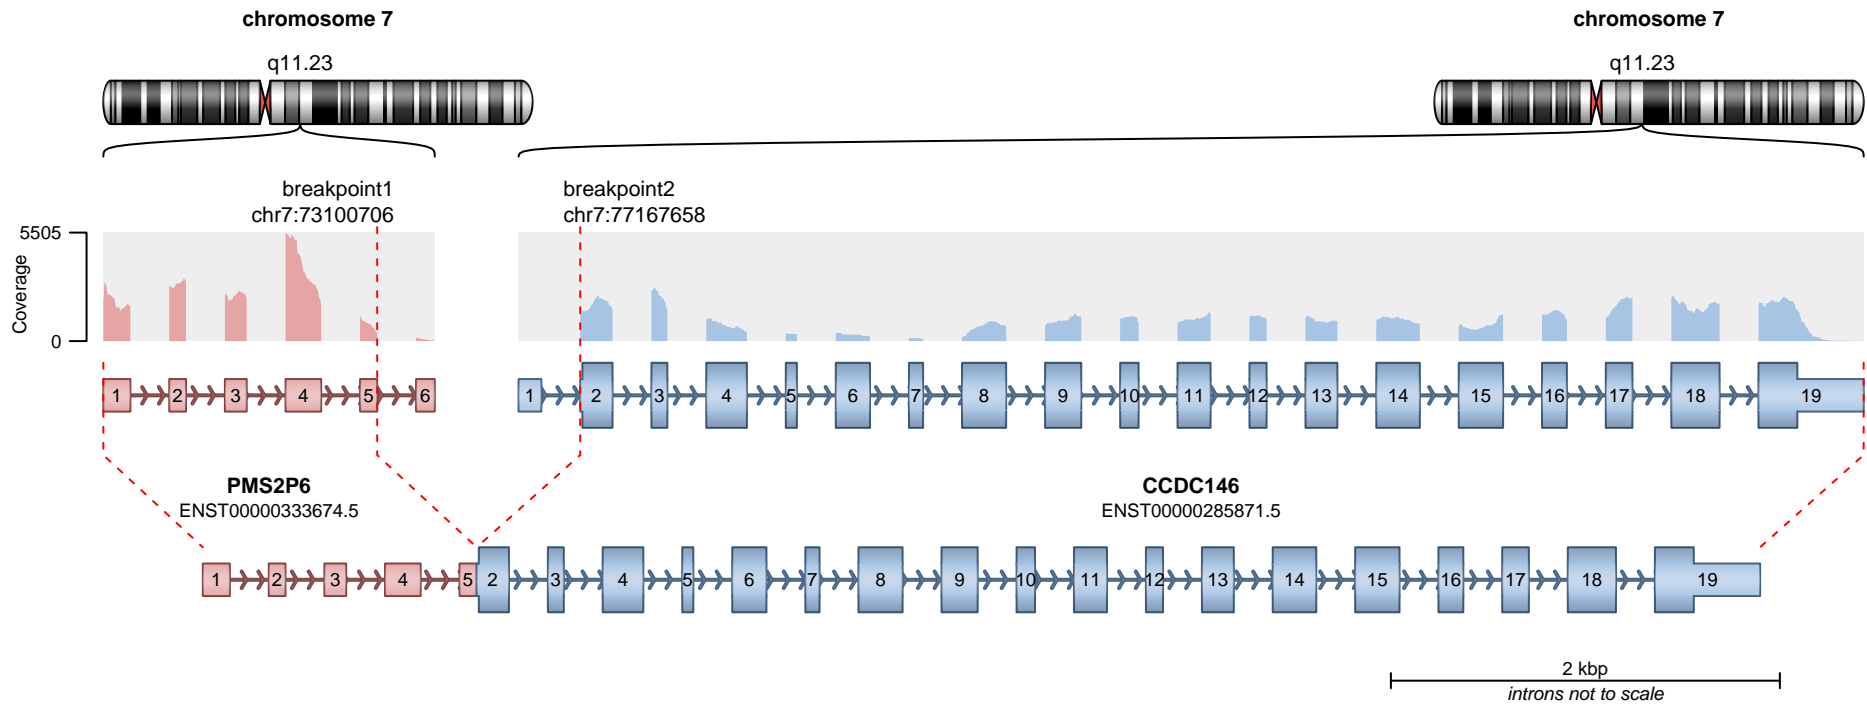 chromosome 7
chromosome 7
q11.23
q11.23
breakpoint1
chr7:73100706
breakpoint2
chr7:77167658
5505
Coverage
0
1 2 3 4 5 6
1 2 3 4 5 6 7 8 9 10 11 12 13 14 15 16 17 18 19
PMS2P6
ENST00000333674.5
CCDC146
ENST00000285871.5
1 2 3 4 5 2 3 4 5 6 7 8 9 10 11 12 13 14 15 16 17 18 19
2 kbp
introns not to scale